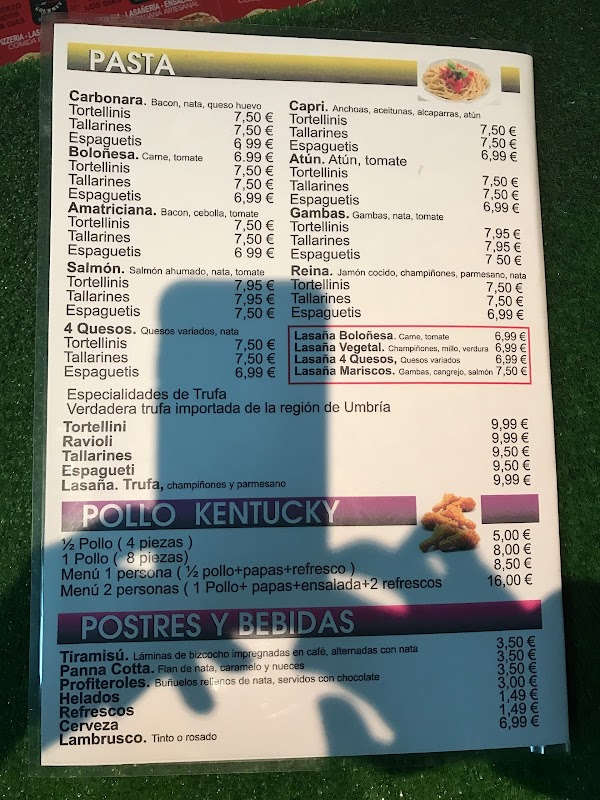 LOS DÍAS
PIZZERÍA - LASAÑERÍA - ENSAL
COMIDA
PASTA
Carbonara. Bacon, nata, queso huevo
Tortellinis 7,50 €
Tallarines 7,50 €
Espaguetis 6 99 €
Boloñesa. Carne, tomate 6.99 €
Tortellinis 7,50 €
Tallarines 7,50 €
Espaguetis 6,99 €
Amatriciana. Bacon, cebolla, tomate
Tortellinis 7,50 €
Tallarines 7,50 €
Espaguetis 6 99 €
Salmón. Salmón ahumado, nata, tomate
Tortellinis 7,95 €
Tallarines 7,95 €
Espaguetis 7,50 €
4 Quesos. Quesos variados, nata
Tortellinis 7,50 €
Tallarines 7,50 €
Espaguetis 6,99 €
Capri. Anchoas, aceitunas, alcaparras, atún
Tortellinis 7,50 €
Tallarines 7,50 €
Espaguetis 6,99 €
Atún. Atún, tomate
Tortellinis 7,50 €
Tallarines 7,50 €
Espaguetis 6,99 €
Gambas. Gambas, nata, tomate
Tortellinis 7,95 €
Tallarines 7,95 €
Espaguetis 7 50 €
Reina. Jamón cocido, champiñones, parmesano, nata
Tortellinis 7,50 €
Tallarines 7,50 €
Espaguetis 6,99 €
Lasaña Boloñesa. Carne, tomate 6,99 €
Lasaña Vegetal. Champiñones, millo, verdura 6,99 €
Lasaña 4 Quesos, Quesos variados 6,99 €
Lasaña Mariscos. Gambas, cangrejo, salmón 7,50 €
Especialidades de Trufa
Verdadera trufa importada de la región de Umbría
Tortellini 9,99 €
Ravioli 9,99 €
Tallarines 9,50 €
Espagueti 9,50 €
Lasaña. Trufa, champiñones y parmesano 9,99 €
POLLO KENTUCKY
½ Pollo ( 4 piezas ) 5,00 €
1 Pollo ( 8 piezas) 8,00 €
Menú 1 persona ( ½ pollo+papas+refresco ) 8,50 €
Menú 2 personas ( 1 Pollo+ papas+ensalada+2 refrescos 16,00 €
POSTRES Y BEBIDAS
Tiramisú. Láminas de bizcocho impregnadas en café, alternadas con nata 3,50 €
Panna Cotta. Flan de nata, caramelo y nueces 3,50 €
Profiteroles. Buñuelos rellenos de nata, servidos con chocolate 3,50 €
Helados 3,00 €
Refrescos 1,49 €
Cerveza 1,49 €
Lambrusco. Tinto o rosado 6,99 €